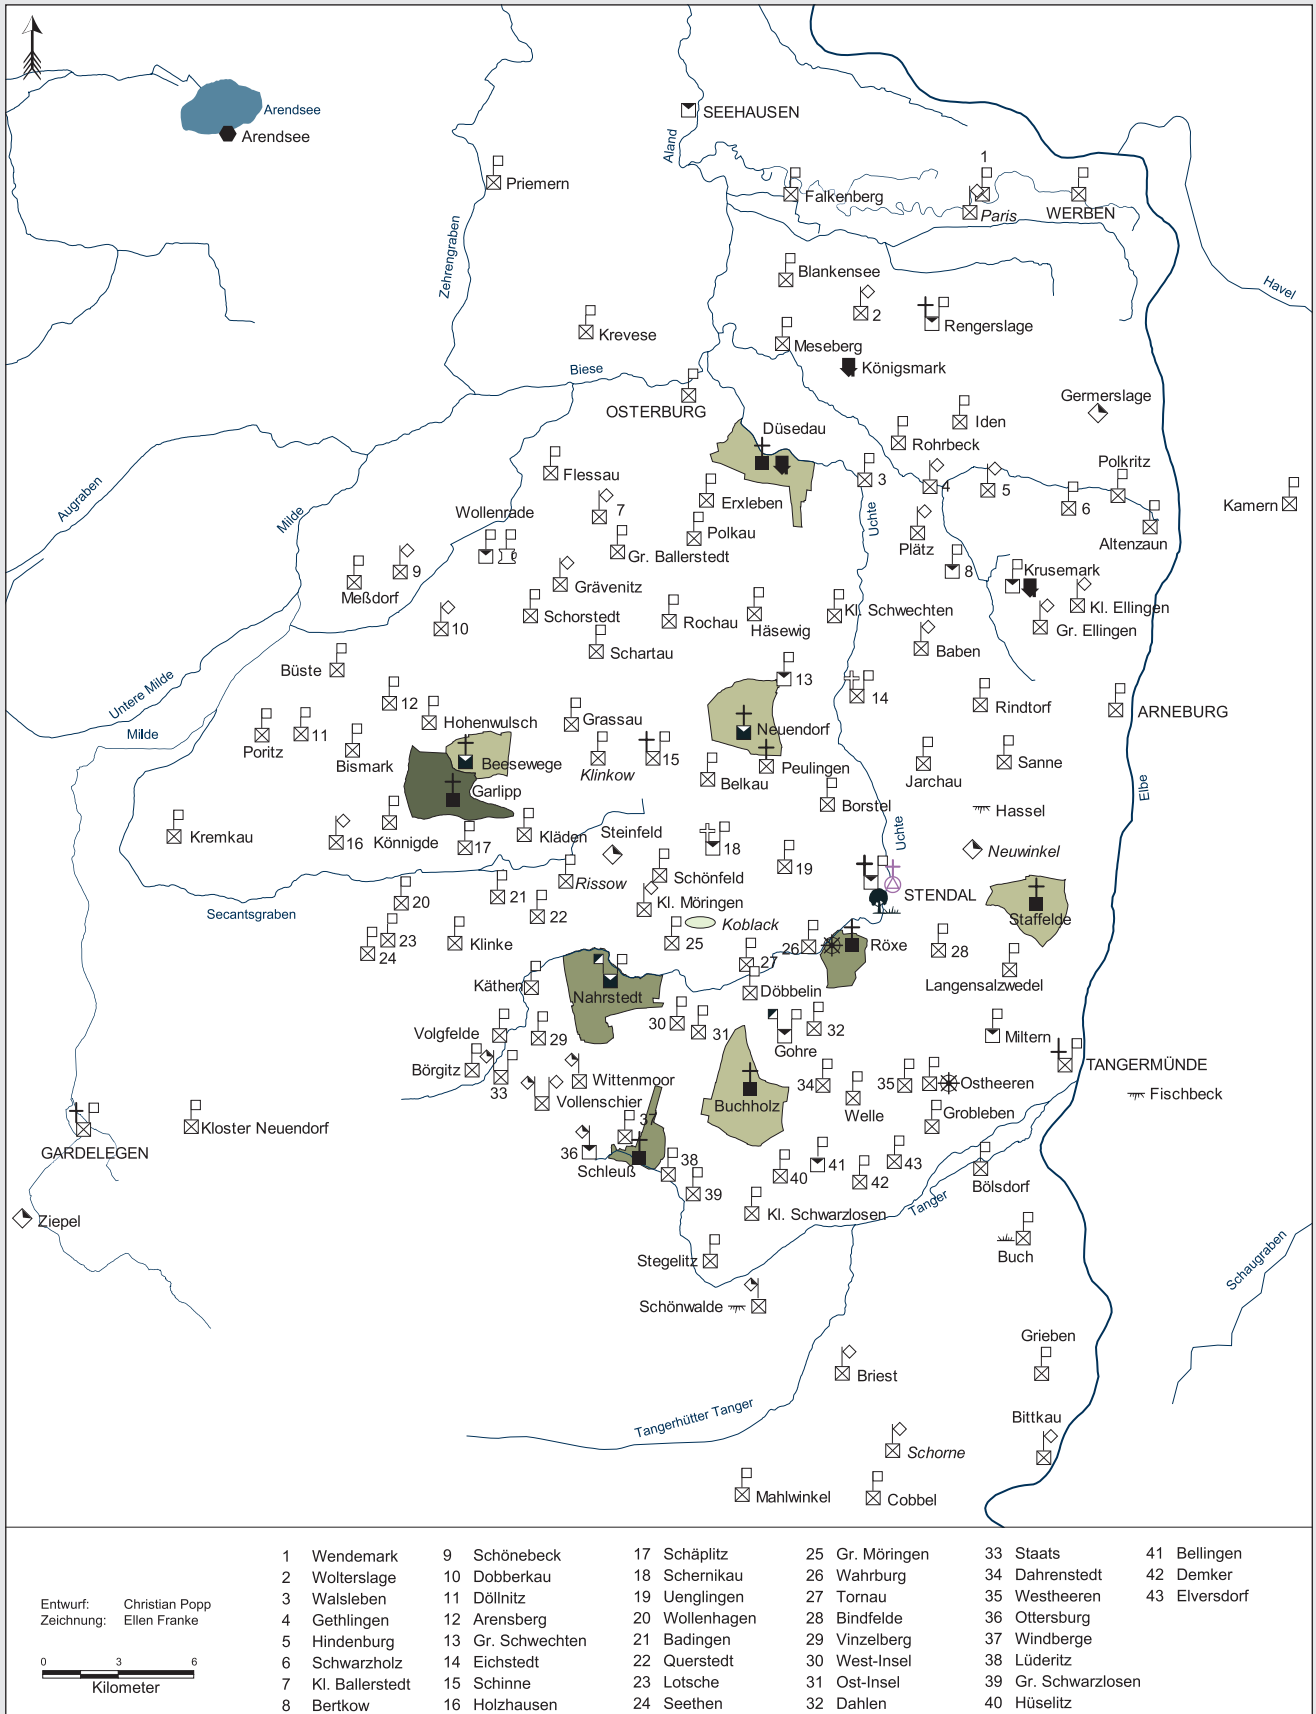 Arendsee
Arendsee
SEEHAUSEN
Aland
Priemern
1
Falkenberg
Paris
WERBEN
Zehrengraben
Blankensee
Havel
2
Rengerslage
Krevese
Meseberg
Königsmark
Biese
OSTERBURG
Germerslage
Iden
Düsedau
Rohrbeck
Flessau
Polkritz
3
4
5
6
Kamern
Erxleben
Augraben
Milde
Wollenrade
7
Polkau
Uchte
Plätz
Altenzaun
Gr. Ballerstedt
8
Krusemark
9
Meßdorf
Grävenitz
Kl. Ellingen
Kl. Schwechten
Schorstedt
Rochau
Häsewig
Gr. Ellingen
10
Schartau
Baben
Büste
13
Untere Milde
12
14
Rindtorf
ARNEBURG
Hohenwulsch
Grassau
Neuendorf
Milde
11
Poritz
Bismark
Beesewege
Klinkow
15
Peulingen
Sanne
Belkau
Jarchau
Garlipp
Borstel
Elbe
Hassel
Kremkau
Steinfeld
Uchte
16
Könnigde
17
Kläden
18
Neuwinkel
19
Rissow
Schönfeld
STENDAL
20
21
Kl. Möringen
Secantsgraben
22
Koblack
Staffelde
23
Klinke
25
26
Röxe
28
24
27
Käthen
Nahrstedt
Döbbelin
Langensalzwedel
Volgfelde
30
31
32
29
Gohre
Miltern
Börgitz
TANGERMÜNDE
Wittenmoor
34
35
Ostheeren
33
Vollenschier
Buchholz
Fischbeck
Welle
Grobleben
37
Kloster Neuendorf
GARDELEGEN
36
Schleuß
38
41
43
40
42
39
Bölsdorf
Tanger
Kl. Schwarzlosen
Ziepel
Buch
Stegelitz
Schaugraben
Schönwalde
Grieben
Briest
Tangerhütter Tanger
Bittkau
Schorne
Mahlwinkel
Cobbel
Entwurf: Christian Popp
Zeichnung: Ellen Franke
0 3 6
Kilometer
1 Wendemark
2 Wolterslage
3 Walsleben
4 Gethlingen
5 Hindenburg
6 Schwarzholz
7 Kl. Ballerstedt
8 Bertkow
9 Schönebeck
10 Dobberkau
11 Döllnitz
12 Arensberg
13 Gr. Schwechten
14 Eichstedt
15 Schinne
16 Holzhausen
17 Schäplitz
18 Schernikau
19 Uenglingen
20 Wollenhagen
21 Badingen
22 Querstedt
23 Lotsche
24 Seethen
25 Gr. Möringen
26 Wahrburg
27 Tornau
28 Bindfelde
29 Vinzelberg
30 West-Insel
31 Ost-Insel
32 Dahlen
33 Staats
34 Dahrenstedt
35 Westheeren
36 Ottersburg
37 Windberge
38 Lüderitz
39 Gr. Schwarzlosen
40 Hüselitz
41 Bellingen
42 Demker
43 Elversdorf